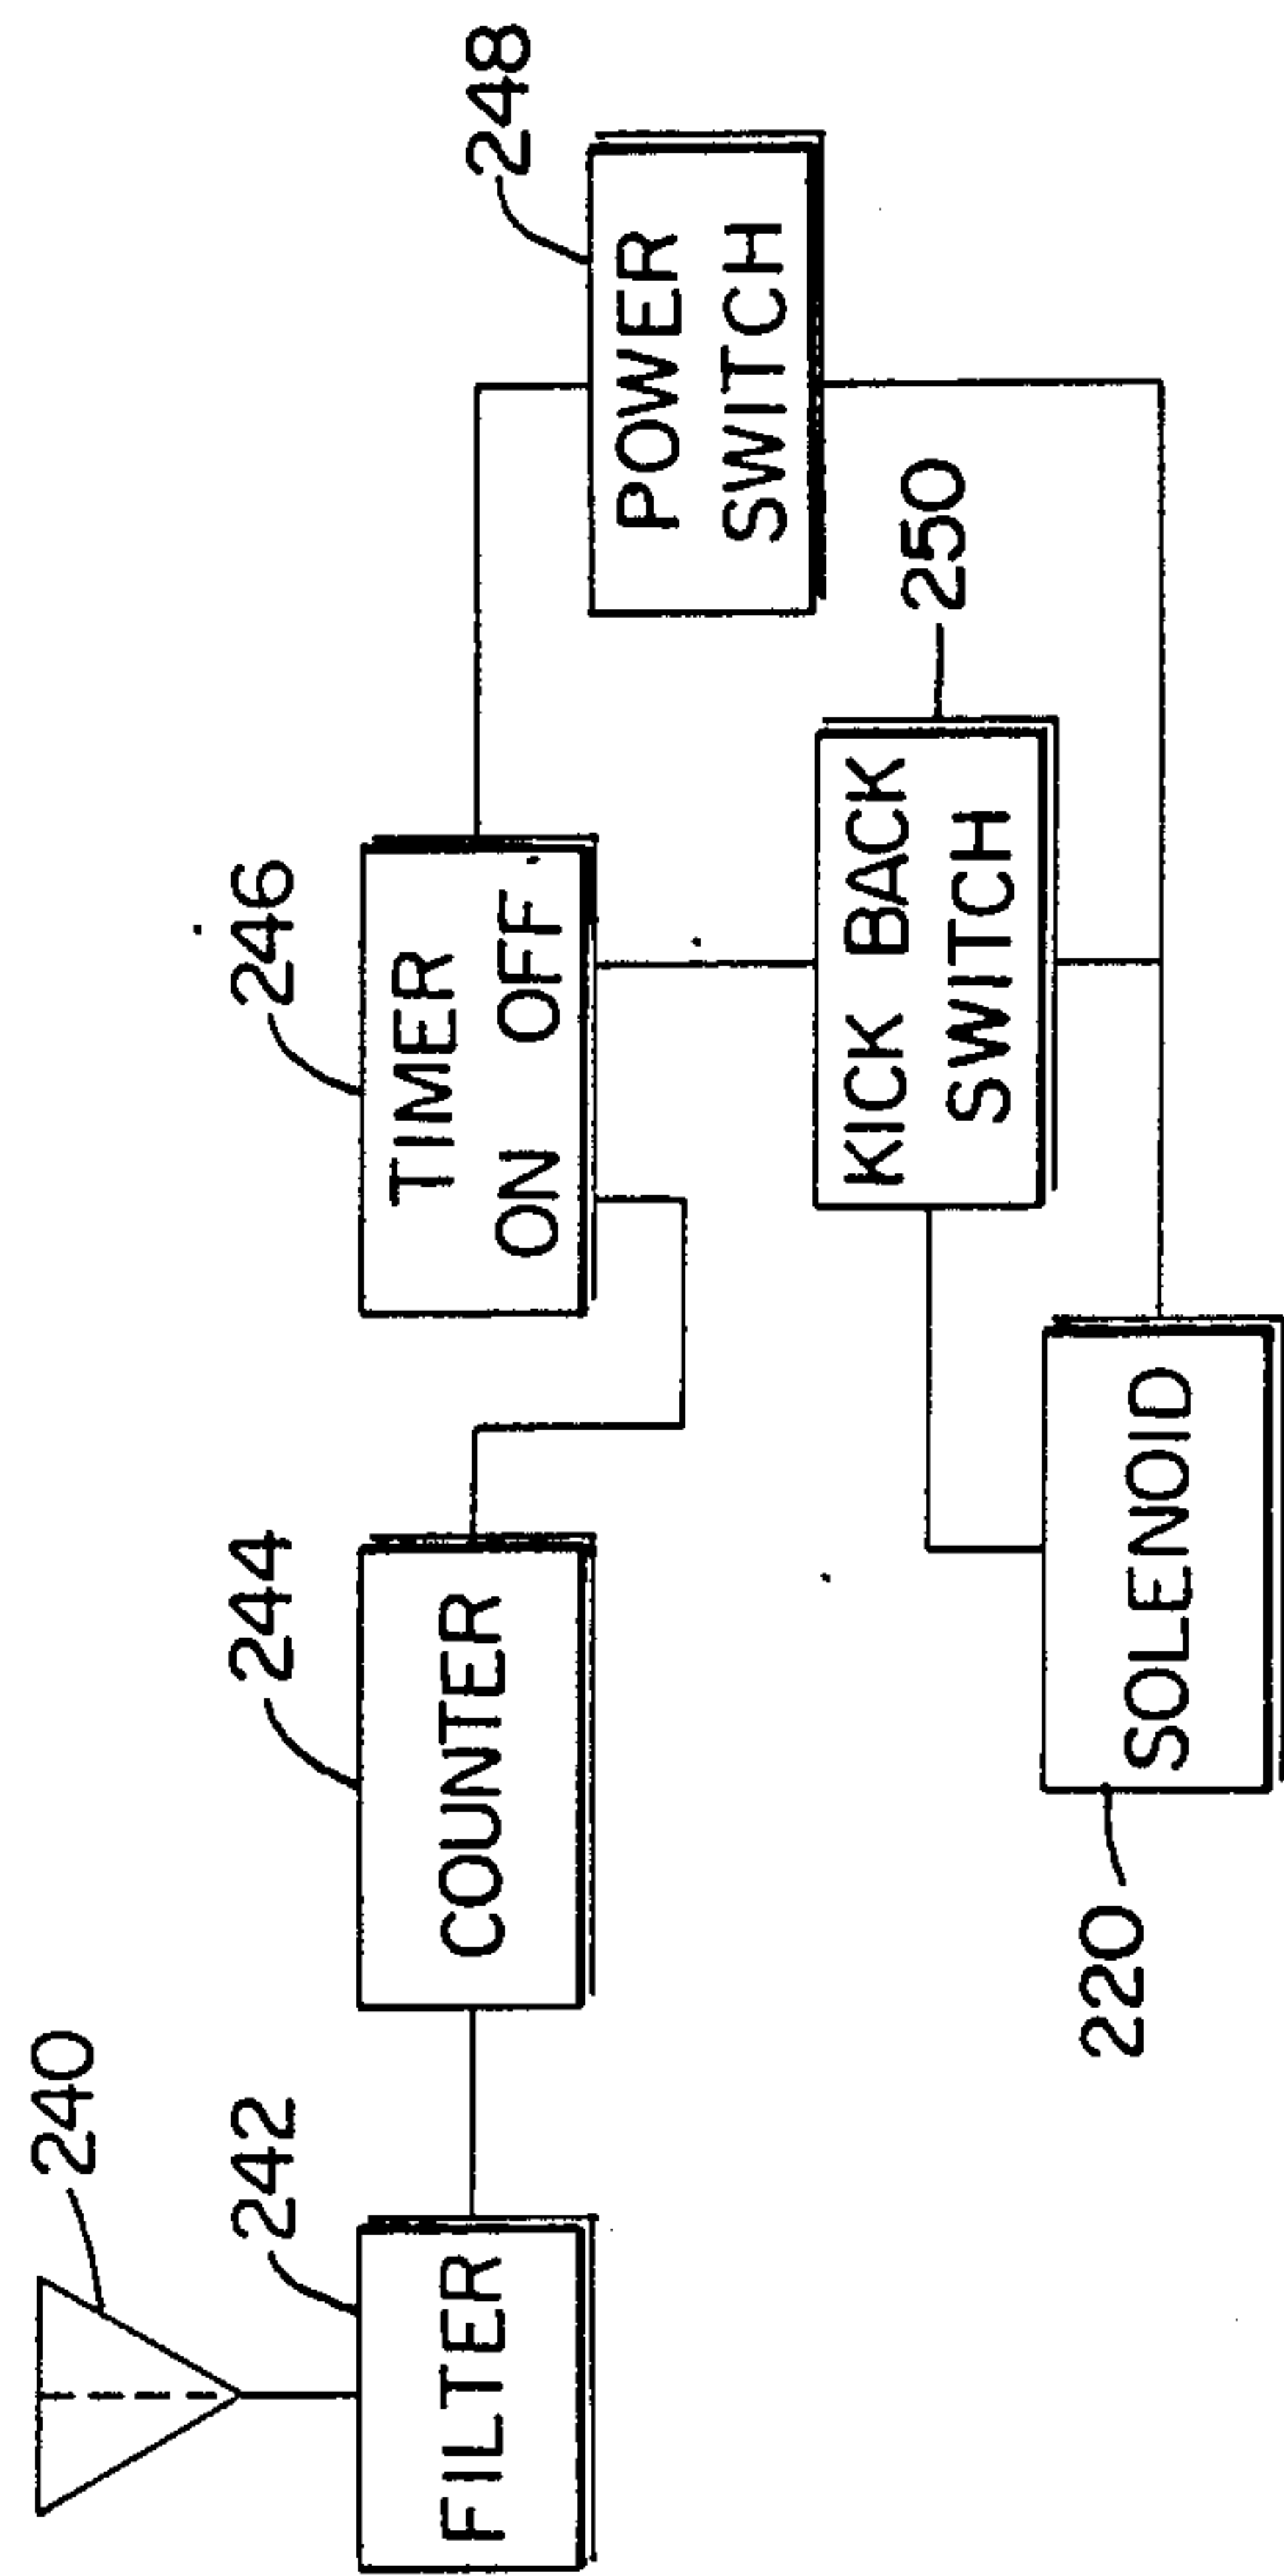 240
242
FILTER
244
COUNTER
246
TIMER
ON OFF
248
POWER
SWITCH
250
KICK BACK
SWITCH
220
SOLENOID